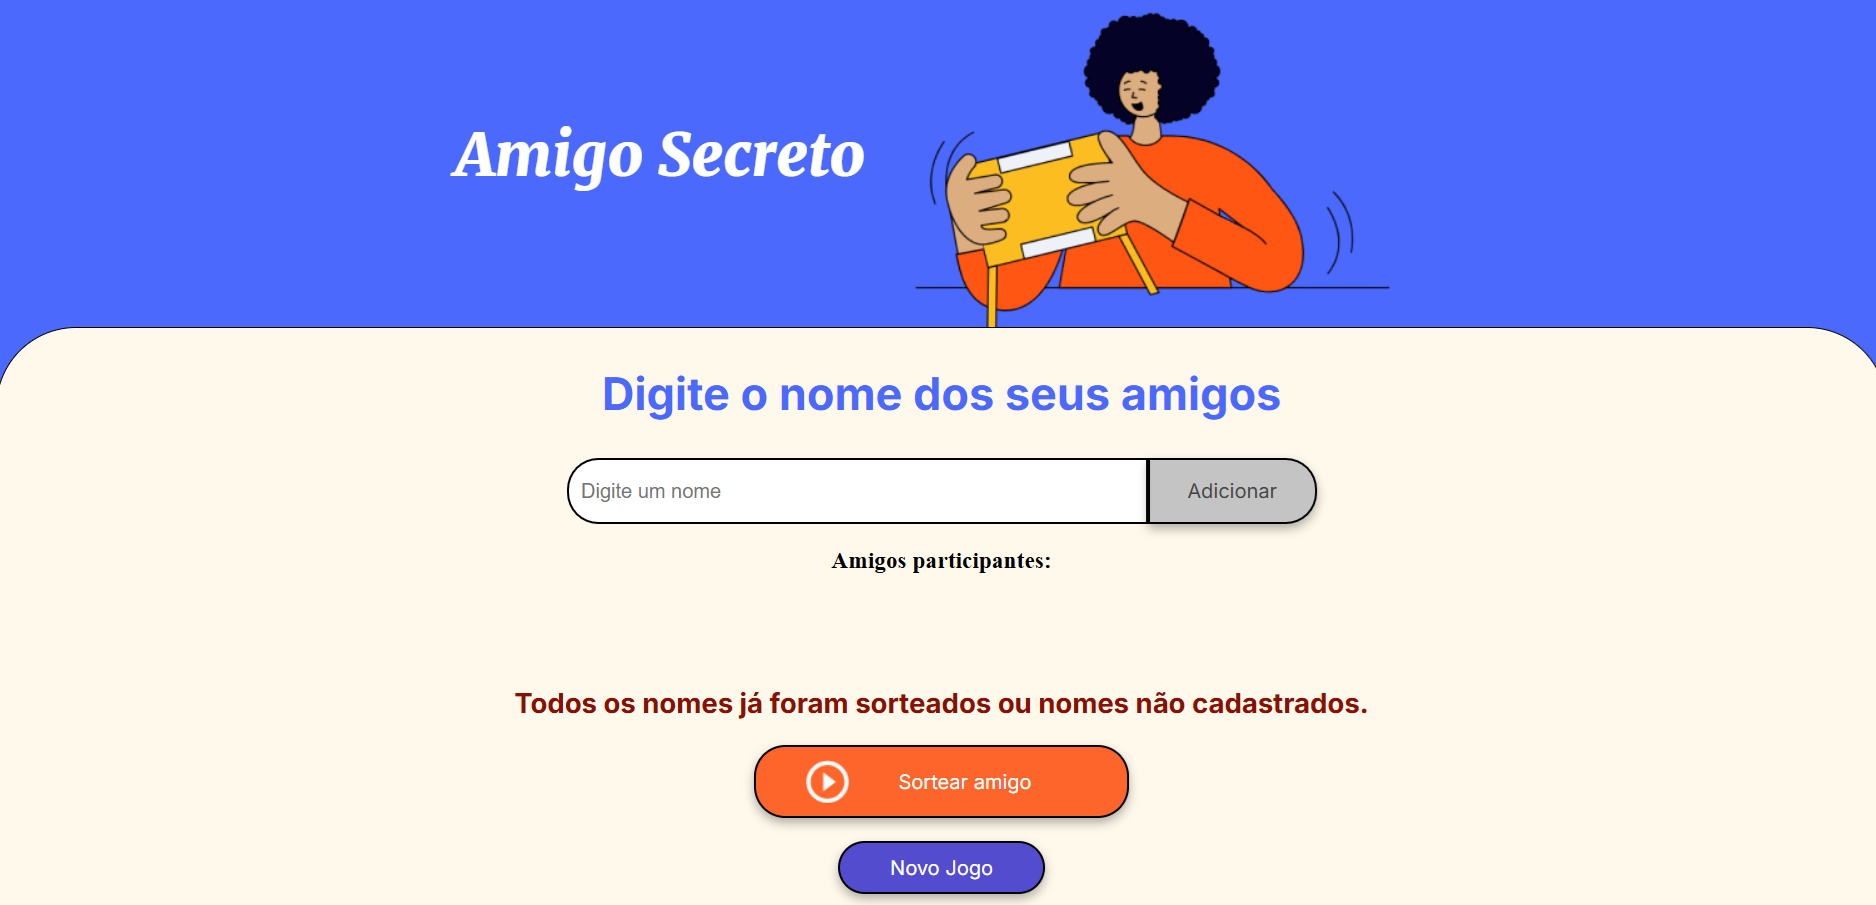 Amigo Secreto
Digite o nome dos seus amigos
Digite um nome
Adicionar
Amigos participantes:
Todos os nomes já foram sorteados ou nomes não cadastrados.
Sortear amigo
Novo Jogo